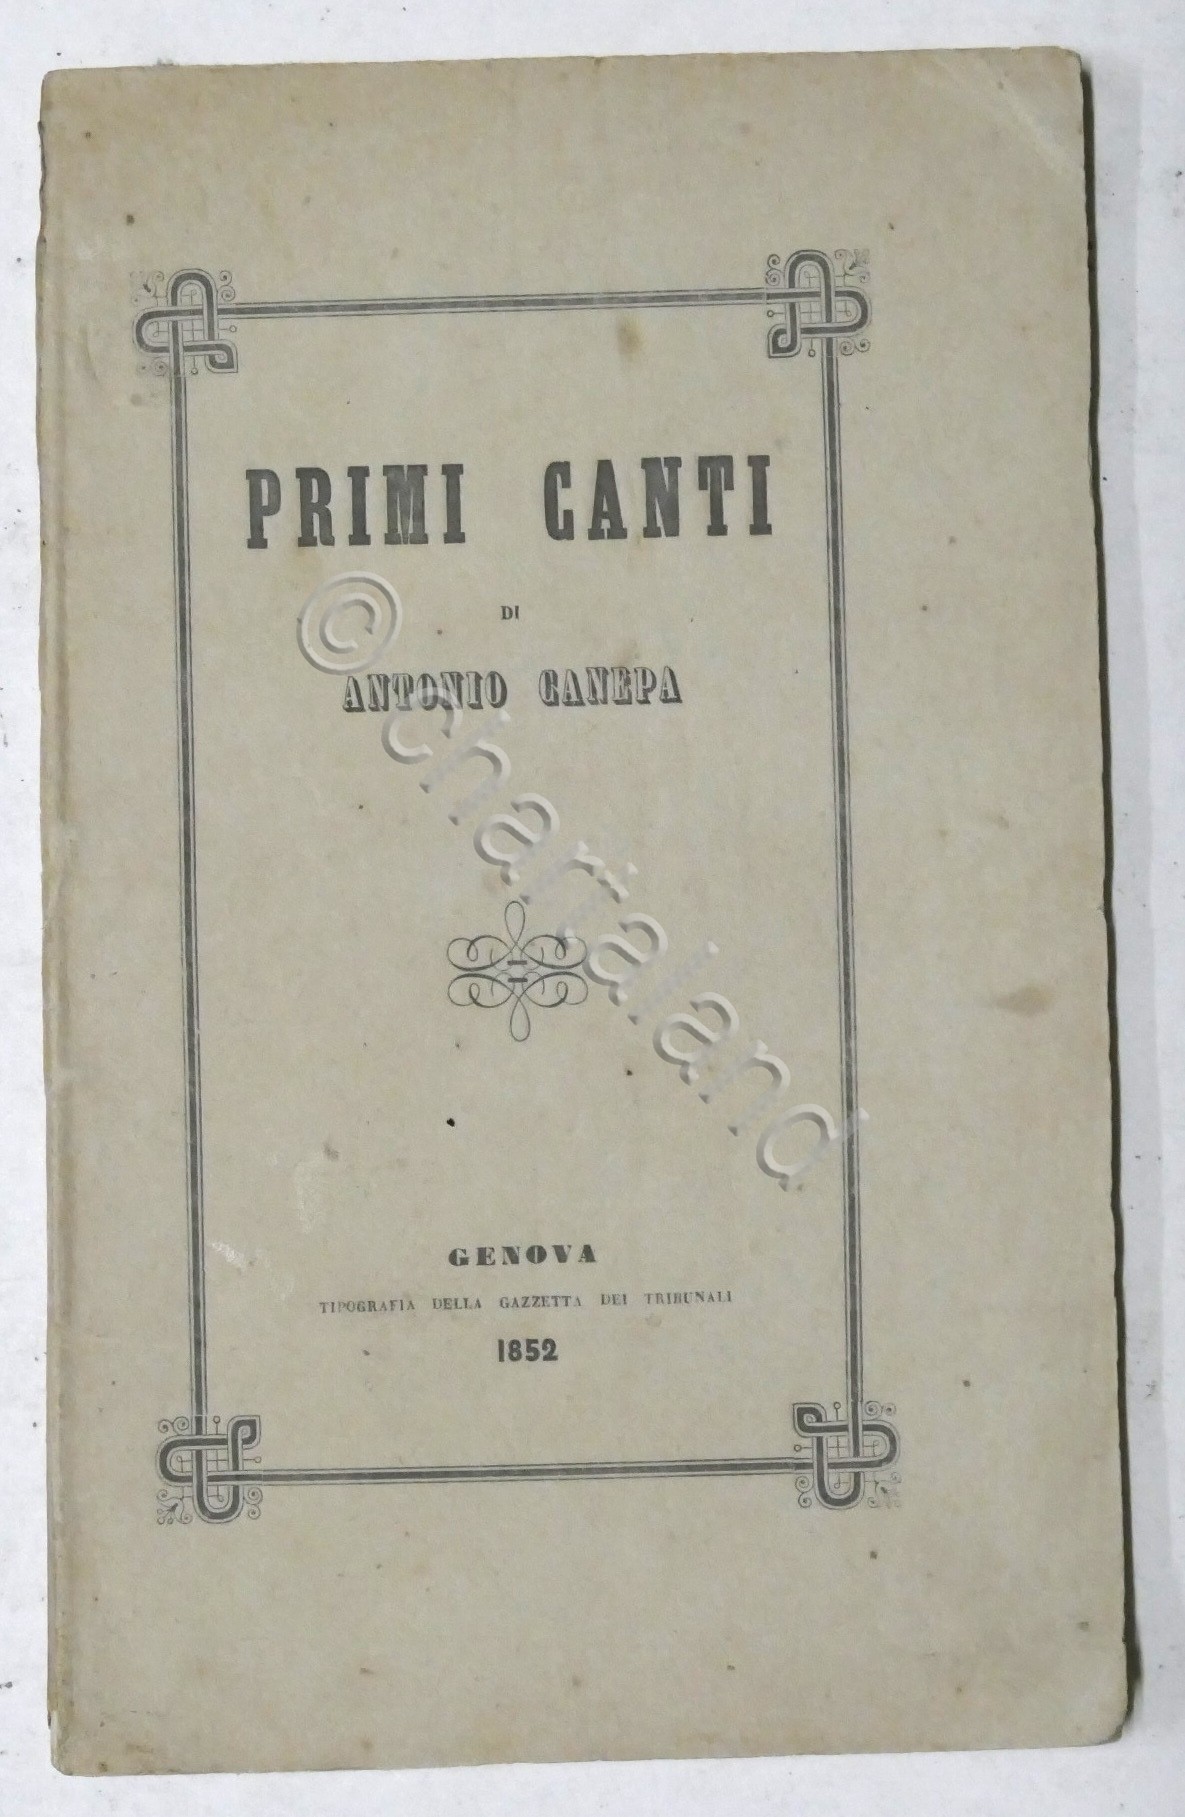 PRIMI CANTI
DI
ANTONIO CANEPA
© chartaland
GENOVA
TIPOGRAFIA DELLA GAZZETTA DEI TRIBUNALI
1852